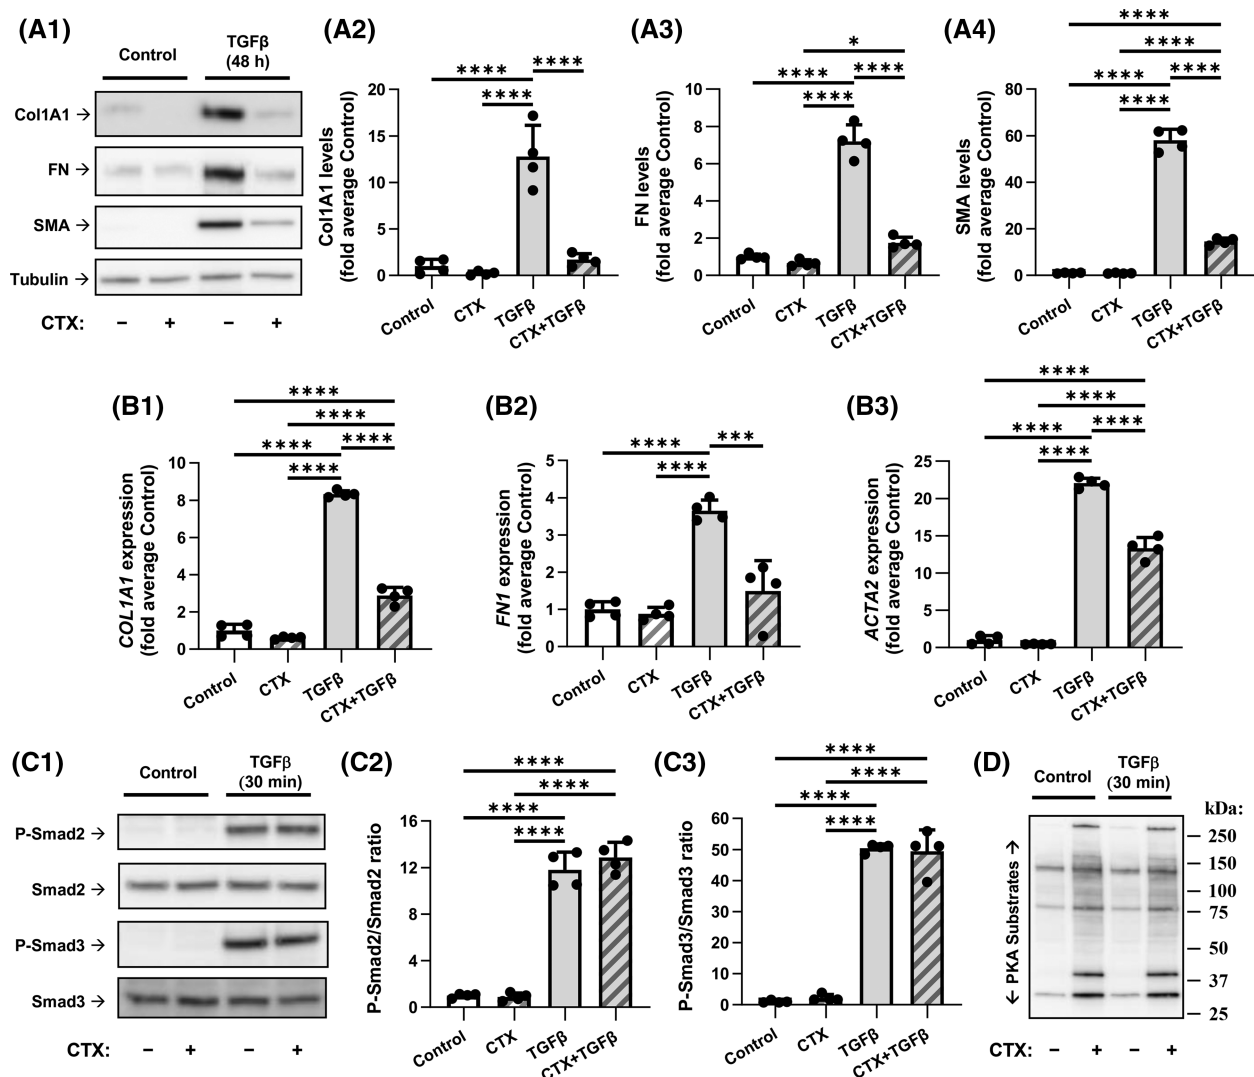 (A1)
Control
TGFβ
(48 h)
Col1A1 →
FN →
SMA →
Tubulin →
CTX: − + − +
(A2)
**** ****
****
Col1A1 levels
(fold average Control)
20
15
10
5
0
Control
CTX
TGFβ
CTX+TGFβ
(A3)
*
**** ****
****
FN levels
(fold average Control)
10
8
6
4
2
0
Control
CTX
TGFβ
CTX+TGFβ
(A4)
****
****
**** ****
****
SMA levels
(fold average Control)
80
60
40
20
0
Control
CTX
TGFβ
CTX+TGFβ
(B1)
****
****
**** ****
****
COL1A1 expression
(fold average Control)
10
8
6
4
2
0
Control
CTX
TGFβ
CTX+TGFβ
(B2)
**** ***
****
FN1 expression
(fold average Control)
5
4
3
2
1
0
Control
CTX
TGFβ
CTX+TGFβ
(B3)
****
****
**** ****
****
ACTA2 expression
(fold average Control)
25
20
15
10
5
0
Control
CTX
TGFβ
CTX+TGFβ
(C1)
Control
TGFβ
(30 min)
P-Smad2 →
Smad2 →
P-Smad3 →
Smad3 →
CTX: − + − +
(C2)
****
****
****
****
P-Smad2/Smad2 ratio
16
12
8
4
0
Control
CTX
TGFβ
CTX+TGFβ
(C3)
****
****
****
****
P-Smad3/Smad3 ratio
60
50
40
30
20
10
0
Control
CTX
TGFβ
CTX+TGFβ
(D)
Control
TGFβ
(30 min)
kDa:
← PKA Substrates →
250
150
100
75
50
37
25
CTX: − + − +